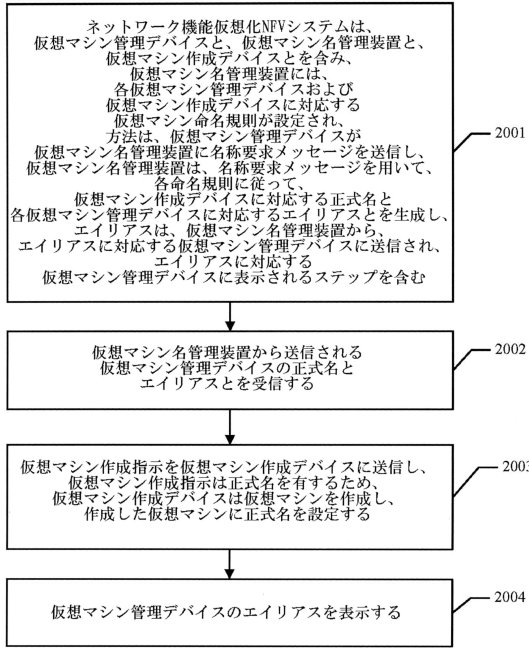 ネットワーク機能仮想化NFVシステムは、
仮想マシン管理デバイスと、仮想マシン名管理装置と、
仮想マシン作成デバイスとを含み、
仮想マシン名管理装置には、
各仮想マシン管理デバイスおよび
仮想マシン作成デバイスに対応する
仮想マシン命名規則が設定され、
方法は、仮想マシン管理デバイスが
仮想マシン名管理装置に名称要求メッセージを送信し、
仮想マシン名管理装置は、名称要求メッセージを用いて、
各命名規則に従って、
仮想マシン作成デバイスに対応する正式名と
各仮想マシン管理デバイスに対応するエイリアスとを生成し、
エイリアスは、仮想マシン名管理装置から、
エイリアスに対応する仮想マシン管理デバイスに送信され、
エイリアスに対応する
仮想マシン管理デバイスに表示されるステップを含む
2001
仮想マシン名管理装置から送信される
仮想マシン管理デバイスの正式名と
エイリアスとを受信する
2002
仮想マシン作成指示を仮想マシン作成デバイスに送信し、
仮想マシン作成指示は正式名を有するため、
仮想マシン作成デバイスは仮想マシンを作成し、
作成した仮想マシンに正式名を設定する
2003
仮想マシン管理デバイスのエイリアスを表示する
2004